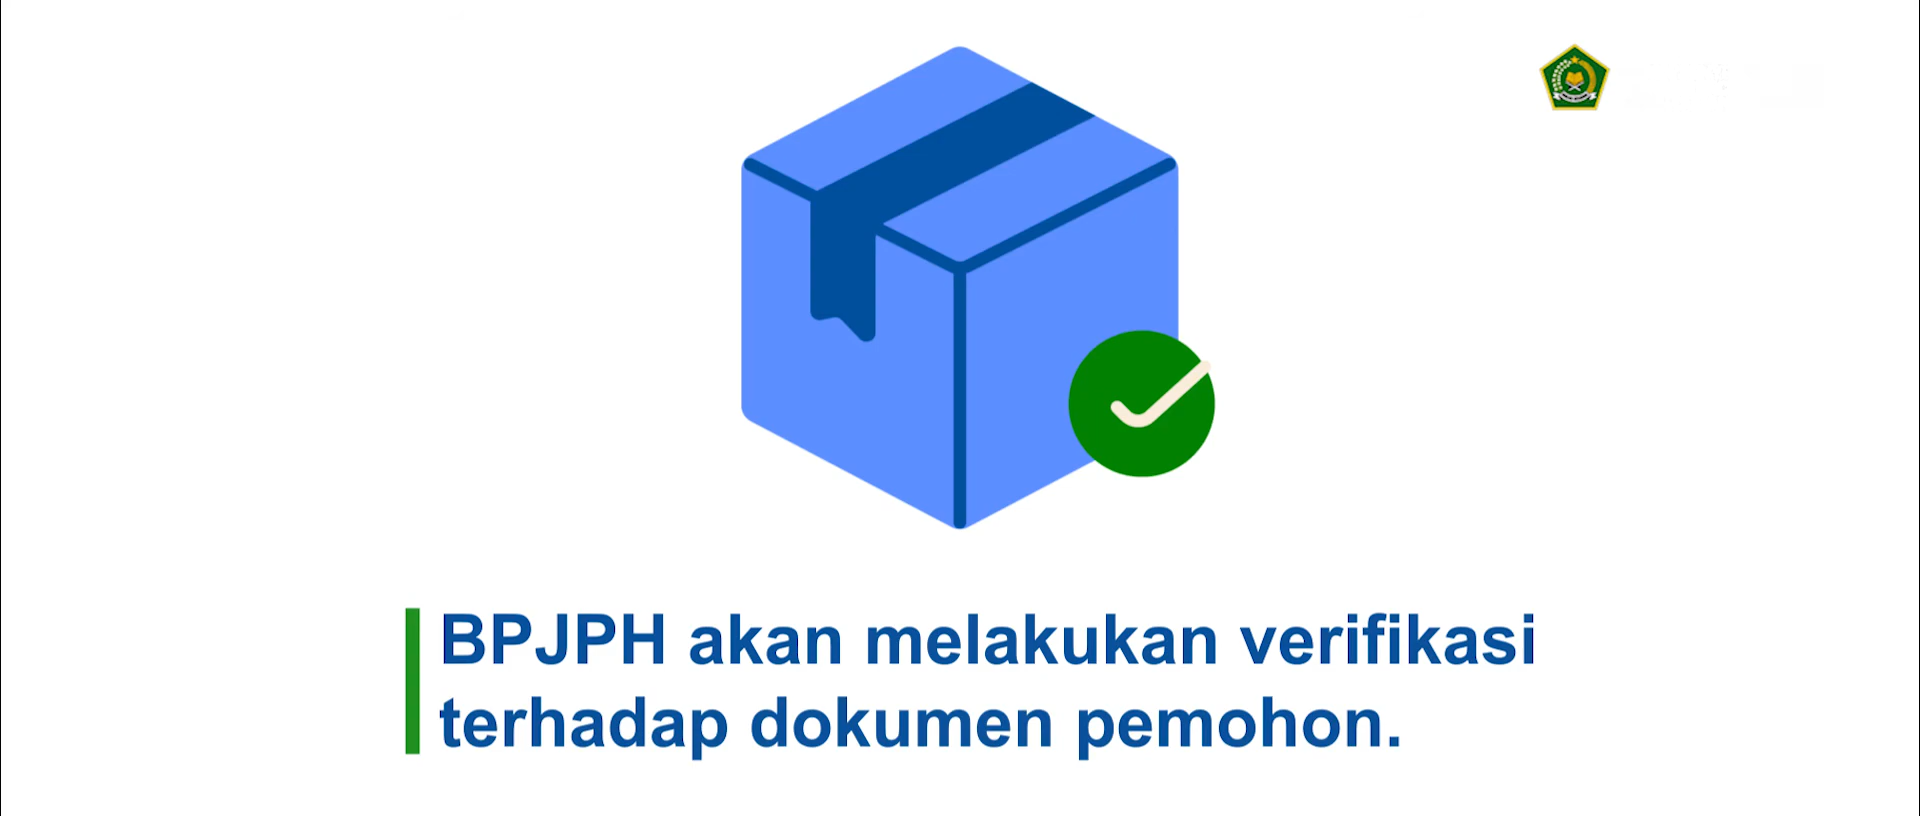 BPJPH akan melakukan verifikasi
terhadap dokumen pemohon.